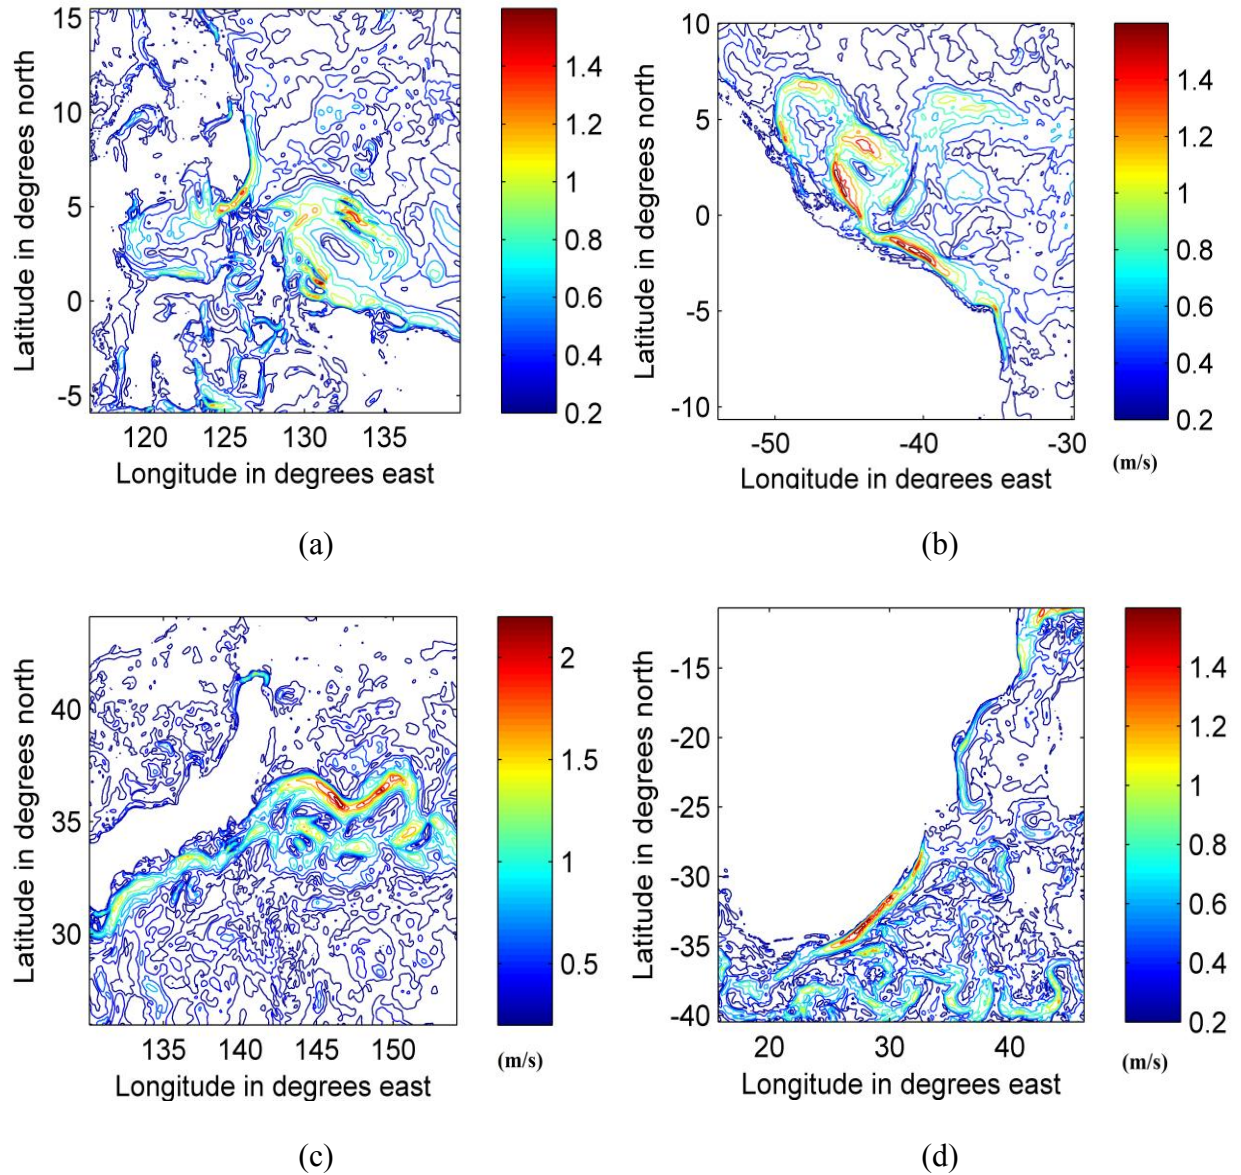 15
10
5
0
-5
Latitude in degrees north
120 125 130 135
Longitude in degrees east
1.4
1.2
1
0.8
0.6
0.4
0.2
(a)
10
5
0
-5
-10
Latitude in degrees north
-50 -40 -30
Longitude in degrees east
1.4
1.2
1
0.8
0.6
0.4
0.2
(m/s)
(b)
40
35
30
Latitude in degrees north
135 140 145 150
Longitude in degrees east
2
1.5
1
0.5
(m/s)
(c)
-15
-20
-25
-30
-35
-40
Latitude in degrees north
20 30 40
Longitude in degrees east
1.4
1.2
1
0.8
0.6
0.4
0.2
(m/s)
(d)